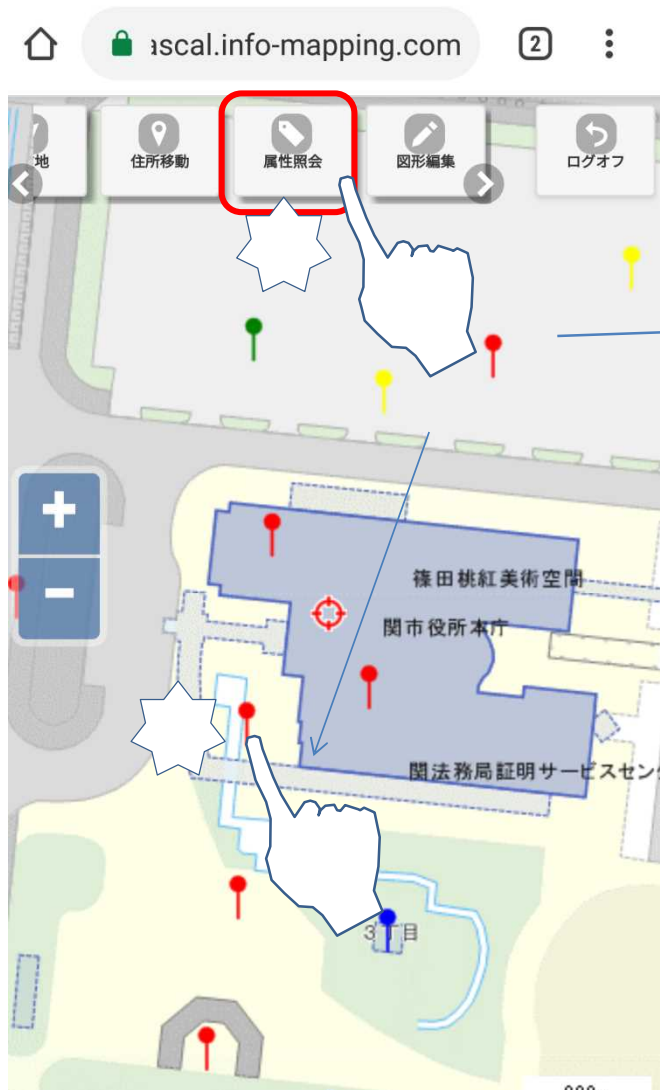 ascal.info-mapping.com
2
地
住所移動
属性照会
図形編集
ログオフ
+
-
篠田桃紅美術空間
関市役所本庁
関法務局証明サービスセン
3丁目